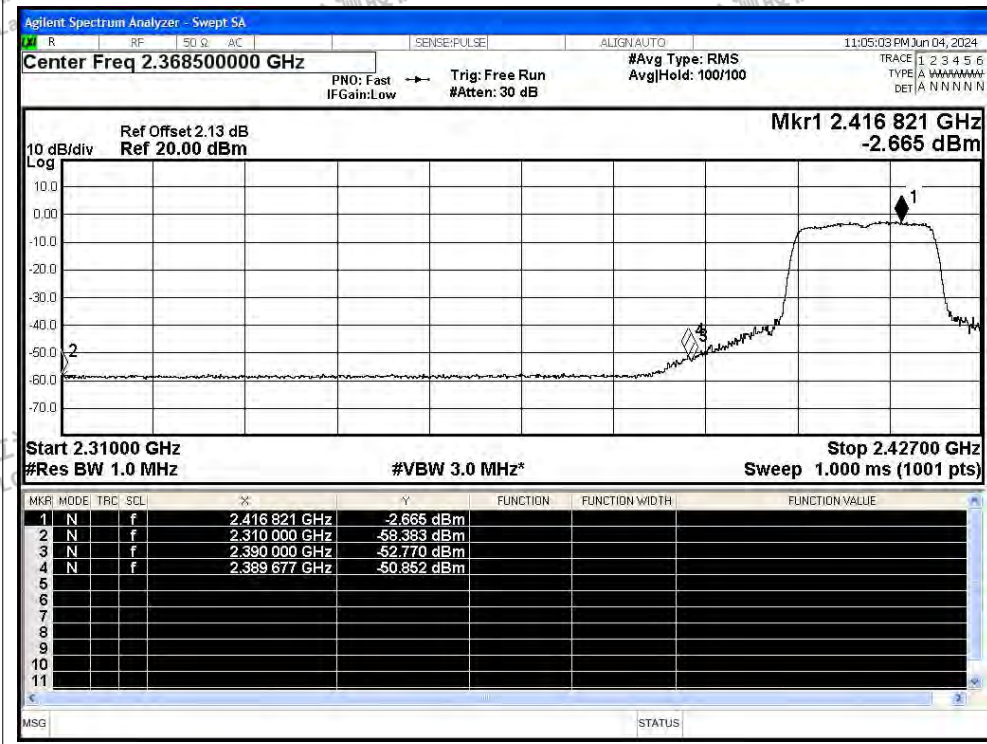 Agilent Spectrum Analyzer - Swept SA
R RF 50 Ω AC SENSE:PULSE ALIGN AUTO 11:05:03 PM Jun 04, 2024
Center Freq 2.368500000 GHz
PNO: Fast
IFGain:Low
Trig: Free Run
#Atten: 30 dB
#Avg Type: RMS
Avg|Hold: 100/100
TRACE 1 2 3 4 5 6
TYPE A WWWWW
DET A N N N N N
Mkr1 2.416 821 GHz
-2.665 dBm
Ref Offset 2.13 dB
10 dB/div Ref 20.00 dBm
Log
10.0
0.00
-10.0
-20.0
-30.0
-40.0
-50.0
-60.0
-70.0
1
2
4
3
Start 2.31000 GHz Stop 2.42700 GHz
#Res BW 1.0 MHz #VBW 3.0 MHz* Sweep 1.000 ms (1001 pts)
MKR MODE TRC SCL X Y FUNCTION FUNCTION WIDTH FUNCTION VALUE
1 N f 2.416 821 GHz -2.665 dBm
2 N f 2.310 000 GHz -58.383 dBm
3 N f 2.390 000 GHz -52.770 dBm
4 N f 2.389 677 GHz -50.852 dBm
5
6
7
8
9
10
11
MSG STATUS